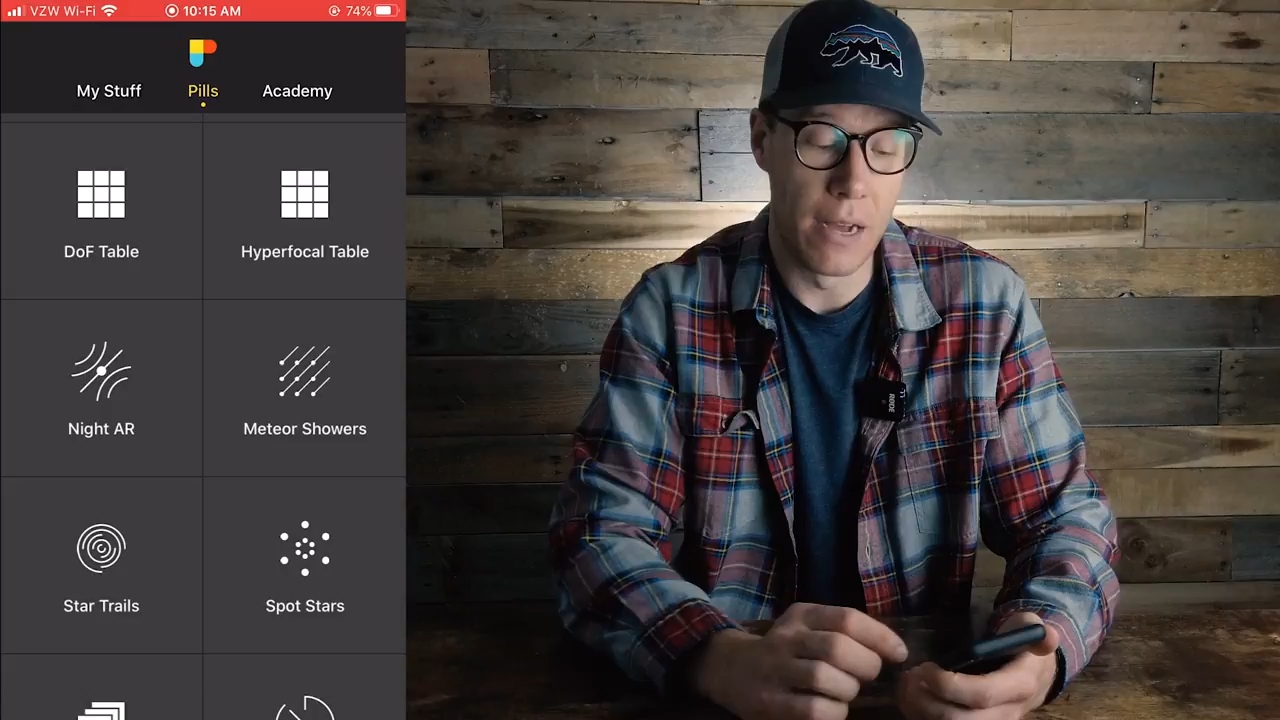 VZW Wi-Fi 10:15 AM 74%
My Stuff Pills Academy
DoF Table Hyperfocal Table
Night AR Meteor Showers
Star Trails Spot Stars
RØDE